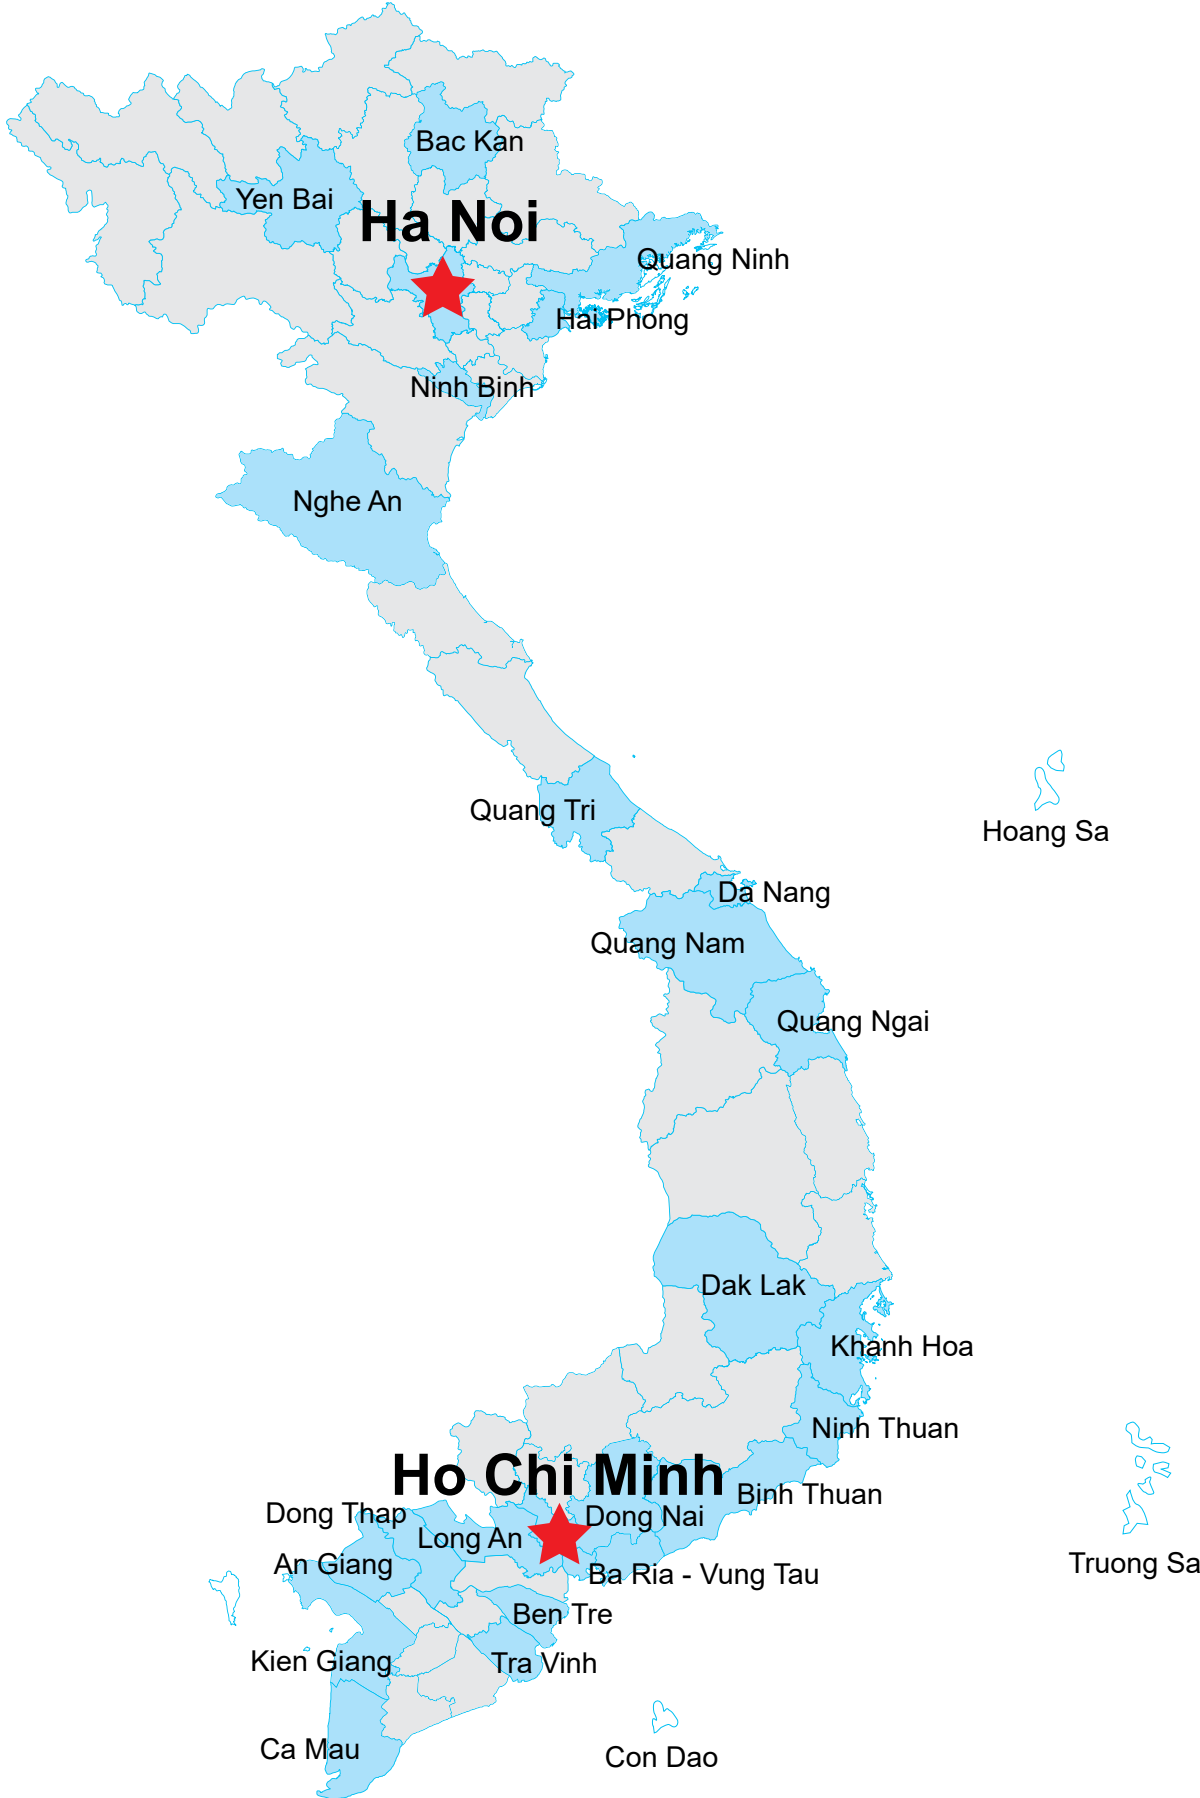 Bac Kan
Yen Bai
Ha Noi
Quang Ninh
Hai Phong
Ninh Binh
Nghe An
Quang Tri
Hoang Sa
Da Nang
Quang Nam
Quang Ngai
Dak Lak
Khanh Hoa
Ninh Thuan
Ho Chi Minh
Binh Thuan
Dong Thap
Dong Nai
Long An
An Giang
Truong Sa
Ba Ria - Vung Tau
Ben Tre
Kien Giang
Tra Vinh
Ca Mau
Con Dao